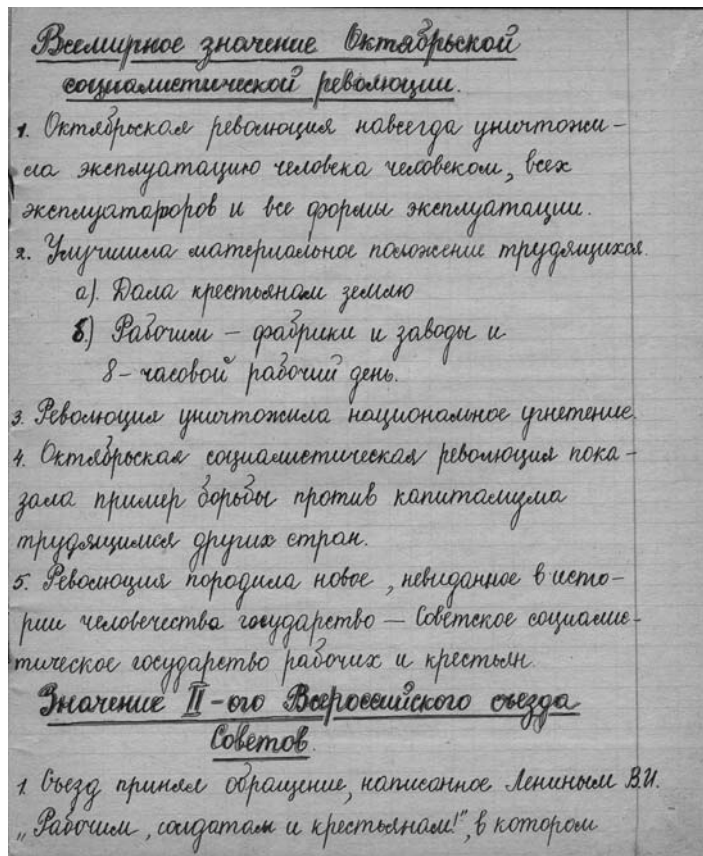 Всемирное значение Октябрьской
социалистической революции.
1. Октябрьская революция навсегда уничтожи-
ла эксплуатацию человека человеком, всех
эксплуататоров и все формы эксплуатации.
2. Улучшила материальное положение трудящихся.
а). Дала крестьянам землю
б.) Рабочим – фабрики и заводы и
8 – часовой рабочий день.
3. Революция уничтожила национальное угнетение.
4. Октябрьская социалистическая революция пока-
зала пример борьбы против капитализма
трудящимся других стран.
5. Революция породила новое, невиданное в исто-
рии человечества государство – Советское социалис-
тическое государство рабочих и крестьян.
Значение II-ого Всероссийского съезда
Советов.
1. Съезд принял обращение, написанное Лениным В.И.
„Рабочим, солдатам и крестьянам!", в котором